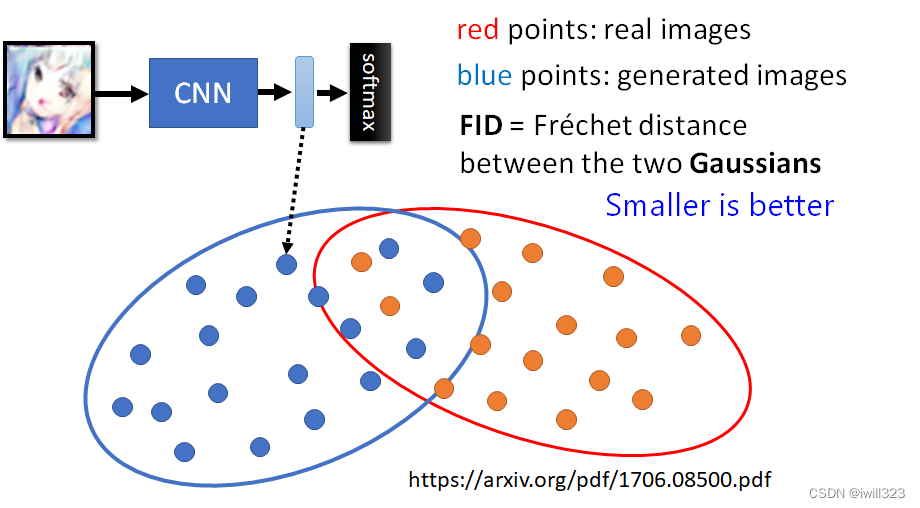 CNN
softmax
red points: real images
blue points: generated images
FID = Fréchet distance
between the two Gaussians
Smaller is better
https://arxiv.org/pdf/1706.08500.pdf
CSDN @iwill323